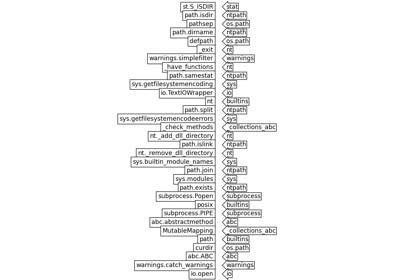 st.S_ISDIR stat
path.isdir ntpath
pathsep os.path
path.dirname ntpath
defpath os.path
_exit nt
warnings.simplefilter warnings
_have_functions nt
path.samestat ntpath
sys.getfilesystemencoding sys
io.TextIOWrapper io
nt builtins
path.split ntpath
sys.getfilesystemencodeerrors sys
_check_methods _collections_abc
nt._add_dll_directory nt
path.islink ntpath
nt._remove_dll_directory nt
sys.builtin_module_names sys
path.join ntpath
sys.modules sys
path.exists ntpath
subprocess.Popen subprocess
posix builtins
subprocess.PIPE subprocess
abc.abstractmethod abc
MutableMapping _collections_abc
path builtins
curdir os.path
abc.ABC abc
warnings.catch_warnings warnings
io.open io